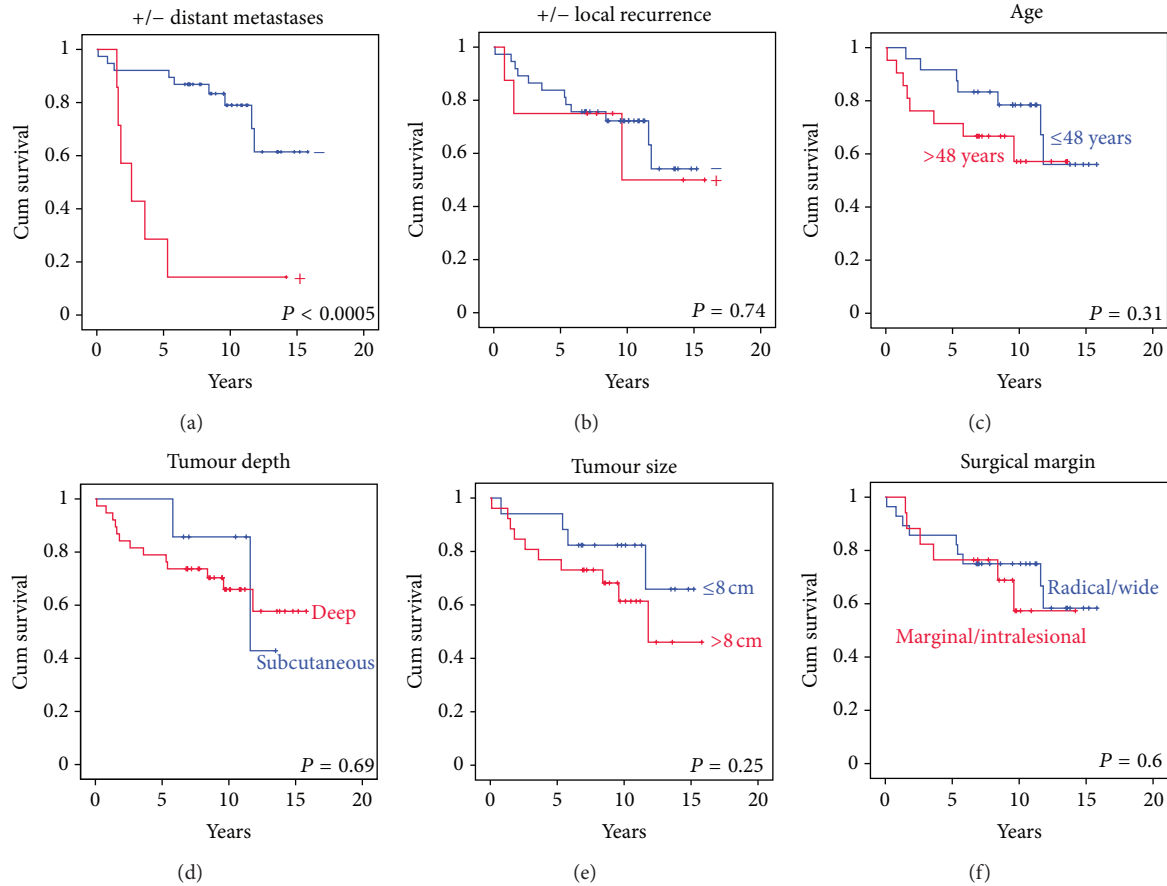 +/− distant metastases
Cum survival
1
0.8
0.6
0.4
0.2
0
−
+
P < 0.0005
0 5 10 15 20
Years
(a)
+/− local recurrence
Cum survival
1
0.8
0.6
0.4
0.2
0
−
+
P = 0.74
0 5 10 15 20
Years
(b)
Age
Cum survival
1
0.8
0.6
0.4
0.2
0
≤48 years
>48 years
P = 0.31
0 5 10 15 20
Years
(c)
Tumour depth
Cum survival
1
0.8
0.6
0.4
0.2
0
Deep
Subcutaneous
P = 0.69
0 5 10 15 20
Years
(d)
Tumour size
Cum survival
1
0.8
0.6
0.4
0.2
0
≤8 cm
>8 cm
P = 0.25
0 5 10 15 20
Years
(e)
Surgical margin
Cum survival
1
0.8
0.6
0.4
0.2
0
Radical/wide
Marginal/intralesional
P = 0.6
0 5 10 15 20
Years
(f)